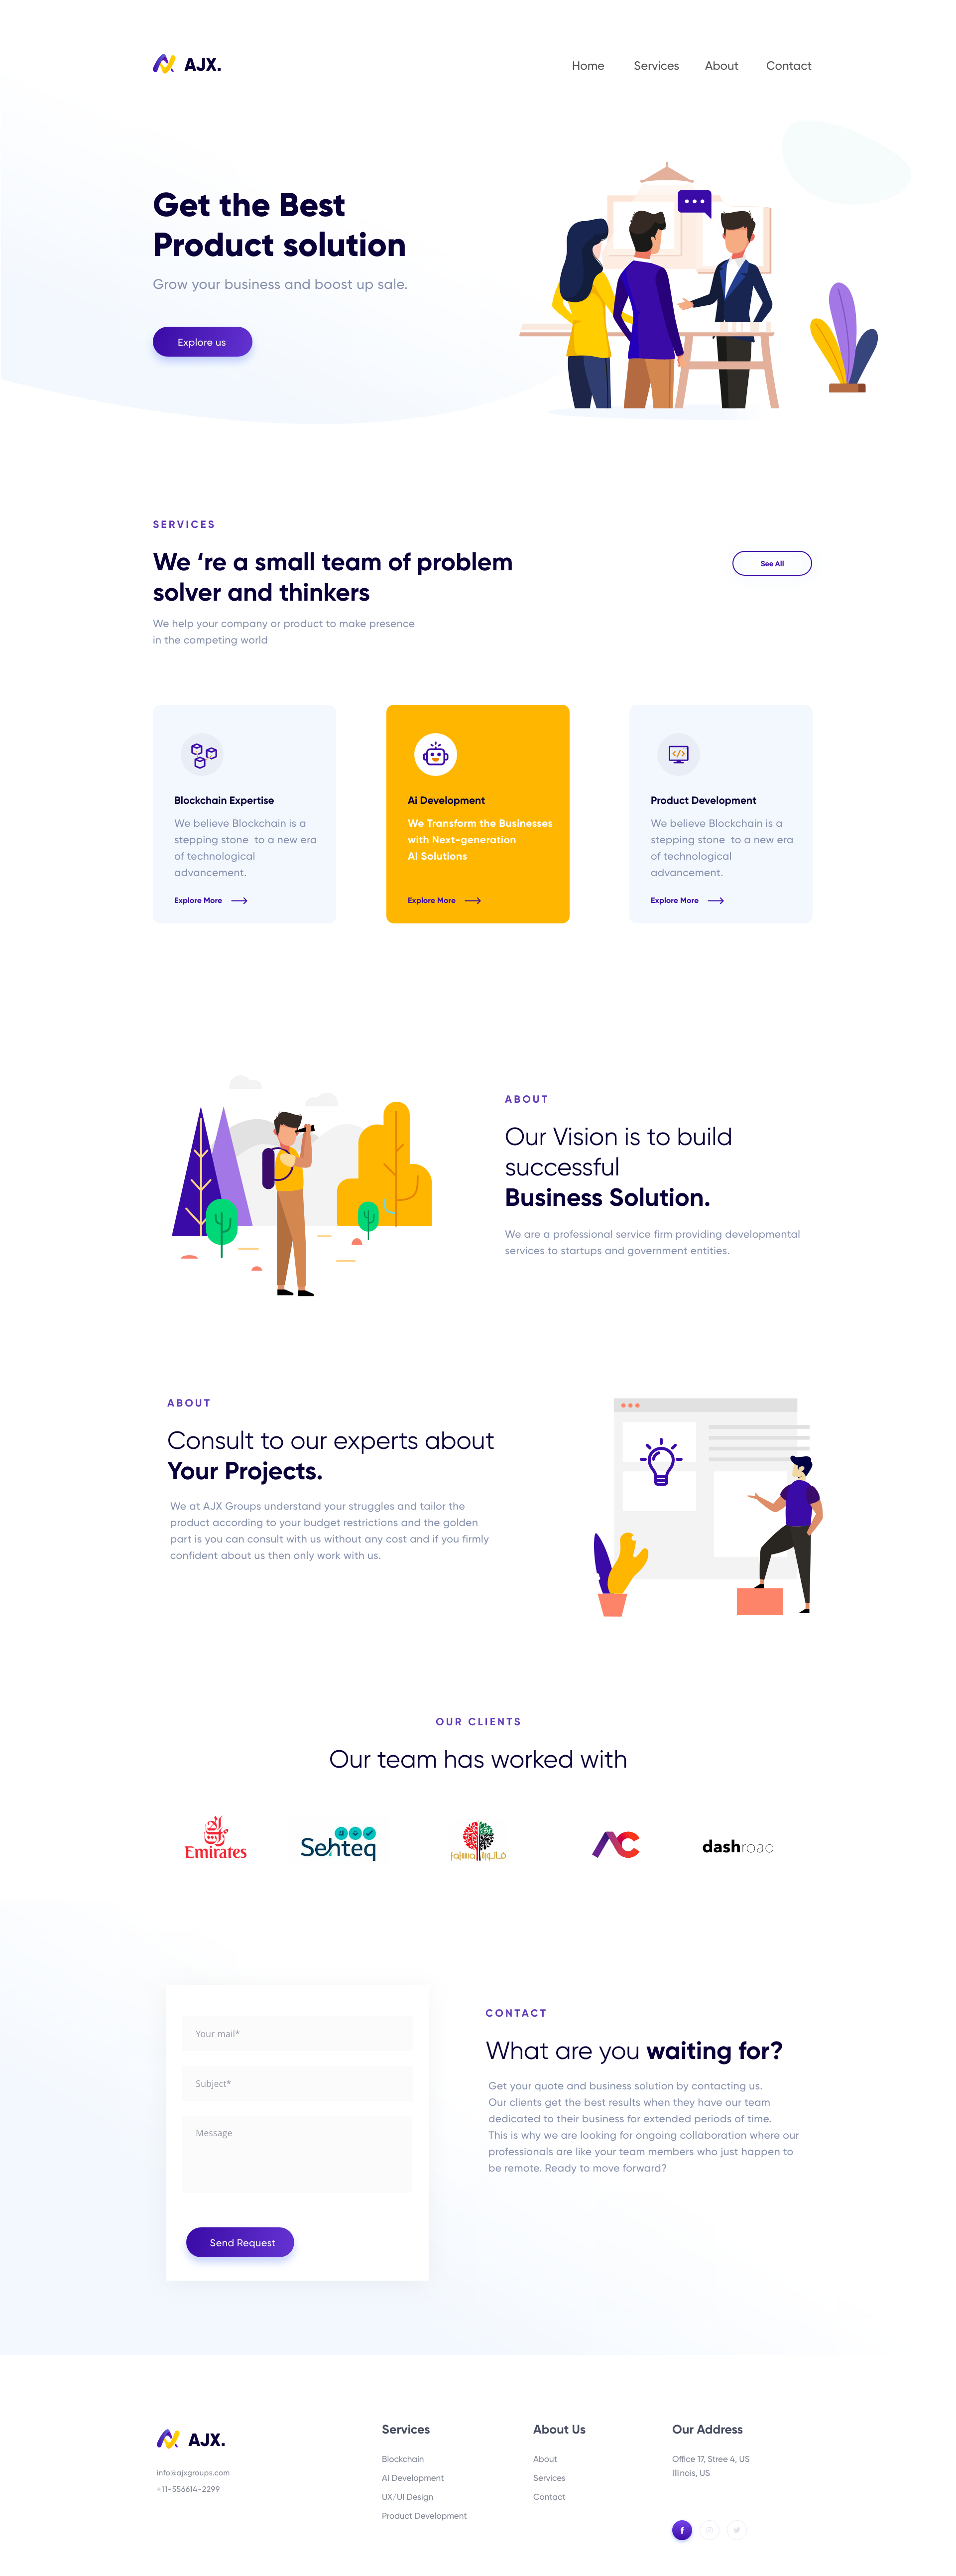 AJX.
Home Services About Contact
Get the Best
Product solution
Grow your business and boost up sale.
Explore us
SERVICES
We ‘re a small team of problem
solver and thinkers
See All
We help your company or product to make presence
in the competing world
Blockchain Expertise
We believe Blockchain is a
stepping stone to a new era
of technological
advancement.
Explore More
Ai Development
We Transform the Businesses
with Next-generation
AI Solutions
Explore More
Product Development
We believe Blockchain is a
stepping stone to a new era
of technological
advancement.
Explore More
ABOUT
Our Vision is to build
successful
Business Solution.
We are a professional service firm providing developmental
services to startups and government entities.
ABOUT
Consult to our experts about
Your Projects.
We at AJX Groups understand your struggles and tailor the
product according to your budget restrictions and the golden
part is you can consult with us without any cost and if you firmly
confident about us then only work with us.
OUR CLIENTS
Our team has worked with
Emirates
Sehteq
AC
dashroad
Your mail*
Subject*
Message
Send Request
CONTACT
What are you waiting for?
Get your quote and business solution by contacting us.
Our clients get the best results when they have our team
dedicated to their business for extended periods of time.
This is why we are looking for ongoing collaboration where our
professionals are like your team members who just happen to
be remote. Ready to move forward?
AJX.
info@ajxgroups.com
+11-556614-2299
Services
Blockchain
AI Development
UX/UI Design
Product Development
About Us
About
Services
Contact
Our Address
Office 17, Stree 4, US
Illinois, US